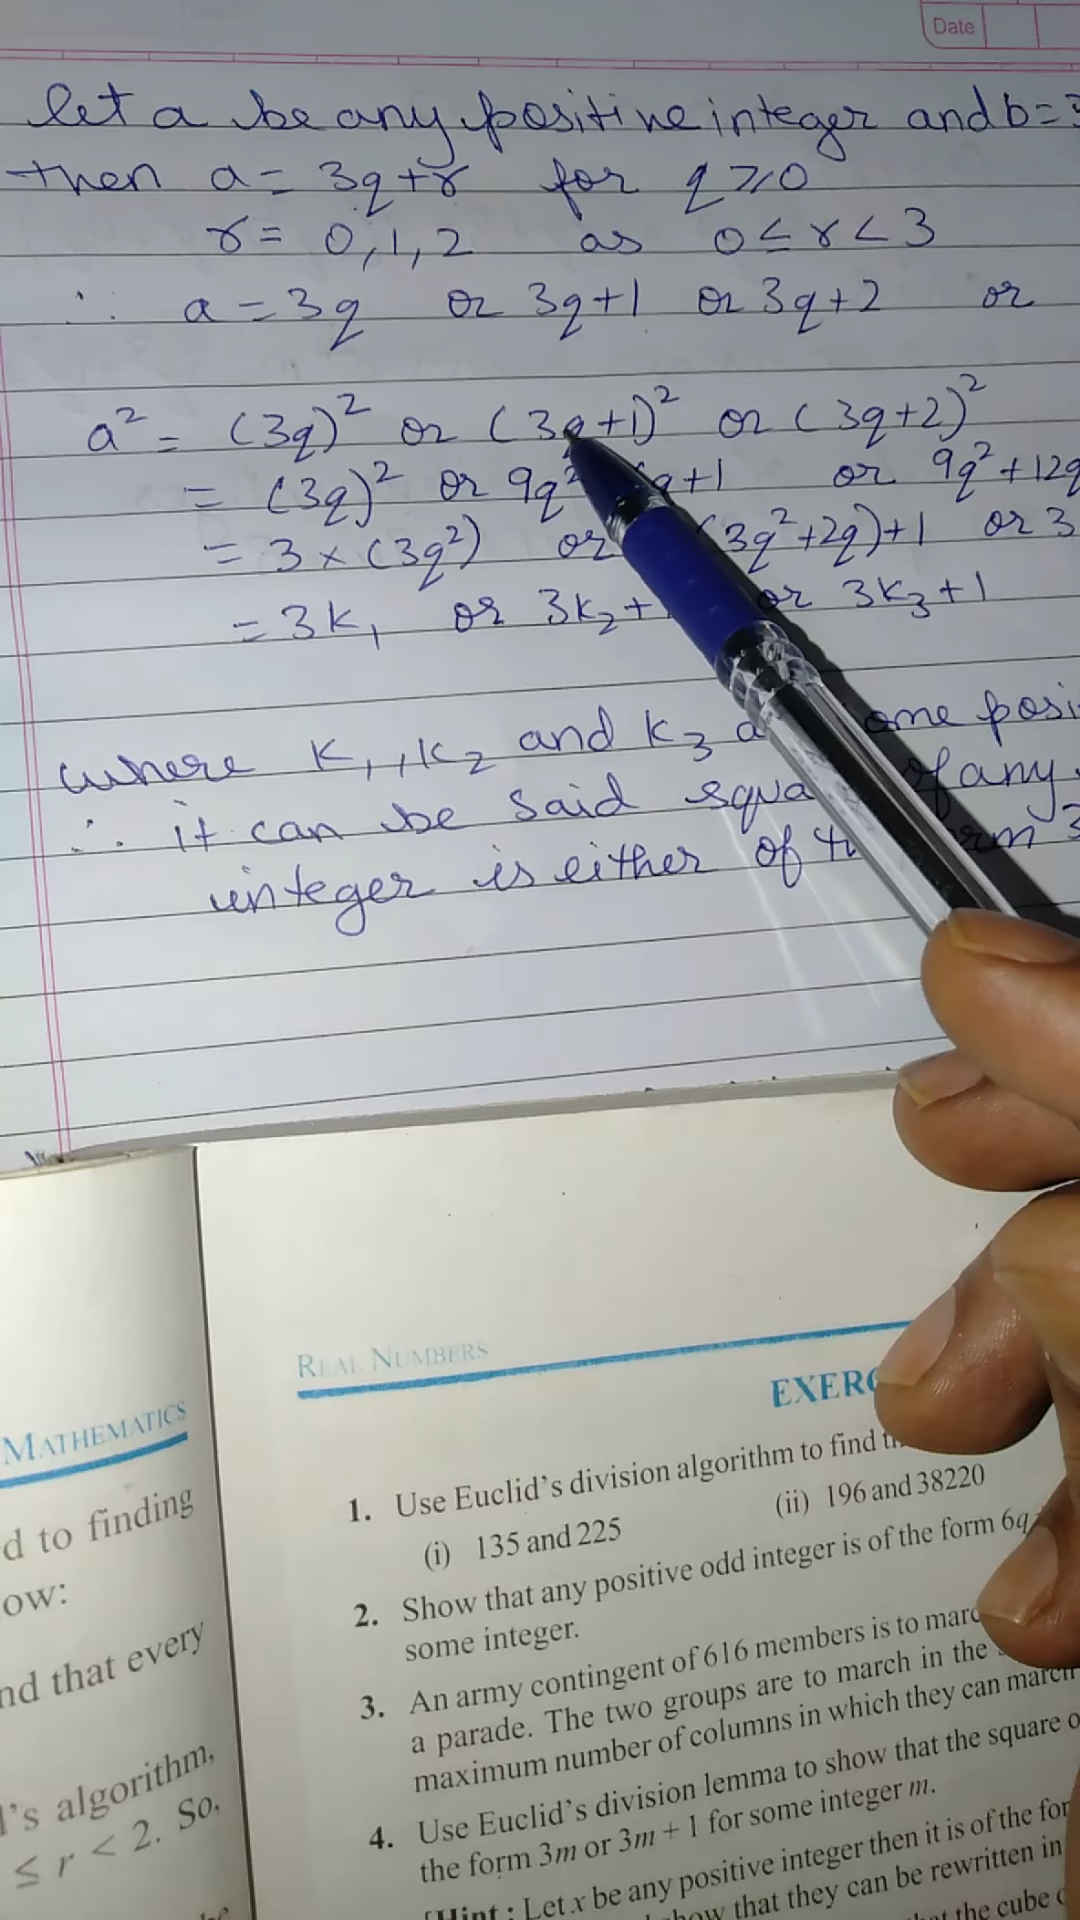 Date
let a be any positive integer and b=3
then a = 3q+r for q ≥ 0
r = 0,1,2 as 0 ≤ r < 3
∴ a = 3q or 3q+1 or 3q+2 or
a² = (3q)² or (3q+1)² or (3q+2)²
= (3q)² or 9q² q+1 or 9q²+12q
= 3×(3q²) or (3q²+2q)+1 or 3
= 3k₁ or 3k₂+ or 3k₃+1
where k₁, k₂ and k₃ some
∴ it can be said of any
integer is either of 3
REAL NUMBERS
1. Use Euclid's division algorithm to find
(i) 135 and 225 (ii) 196 and 38220
2. Show that any positive odd integer is of the form 6q
some integer.
3. An army contingent of 616 members is to
a parade. The two groups are to march in the
maximum number of columns in which they can march
4. Use Euclid's division lemma to show that the square
the form 3m or 3m + 1 for some integer m.
Let x be any positive integer then it is of the
that they can be rewritten in
the cube
MATHEMATICS
d to finding
ow:
nd that every
algorithm,
≤ r < 2. So,